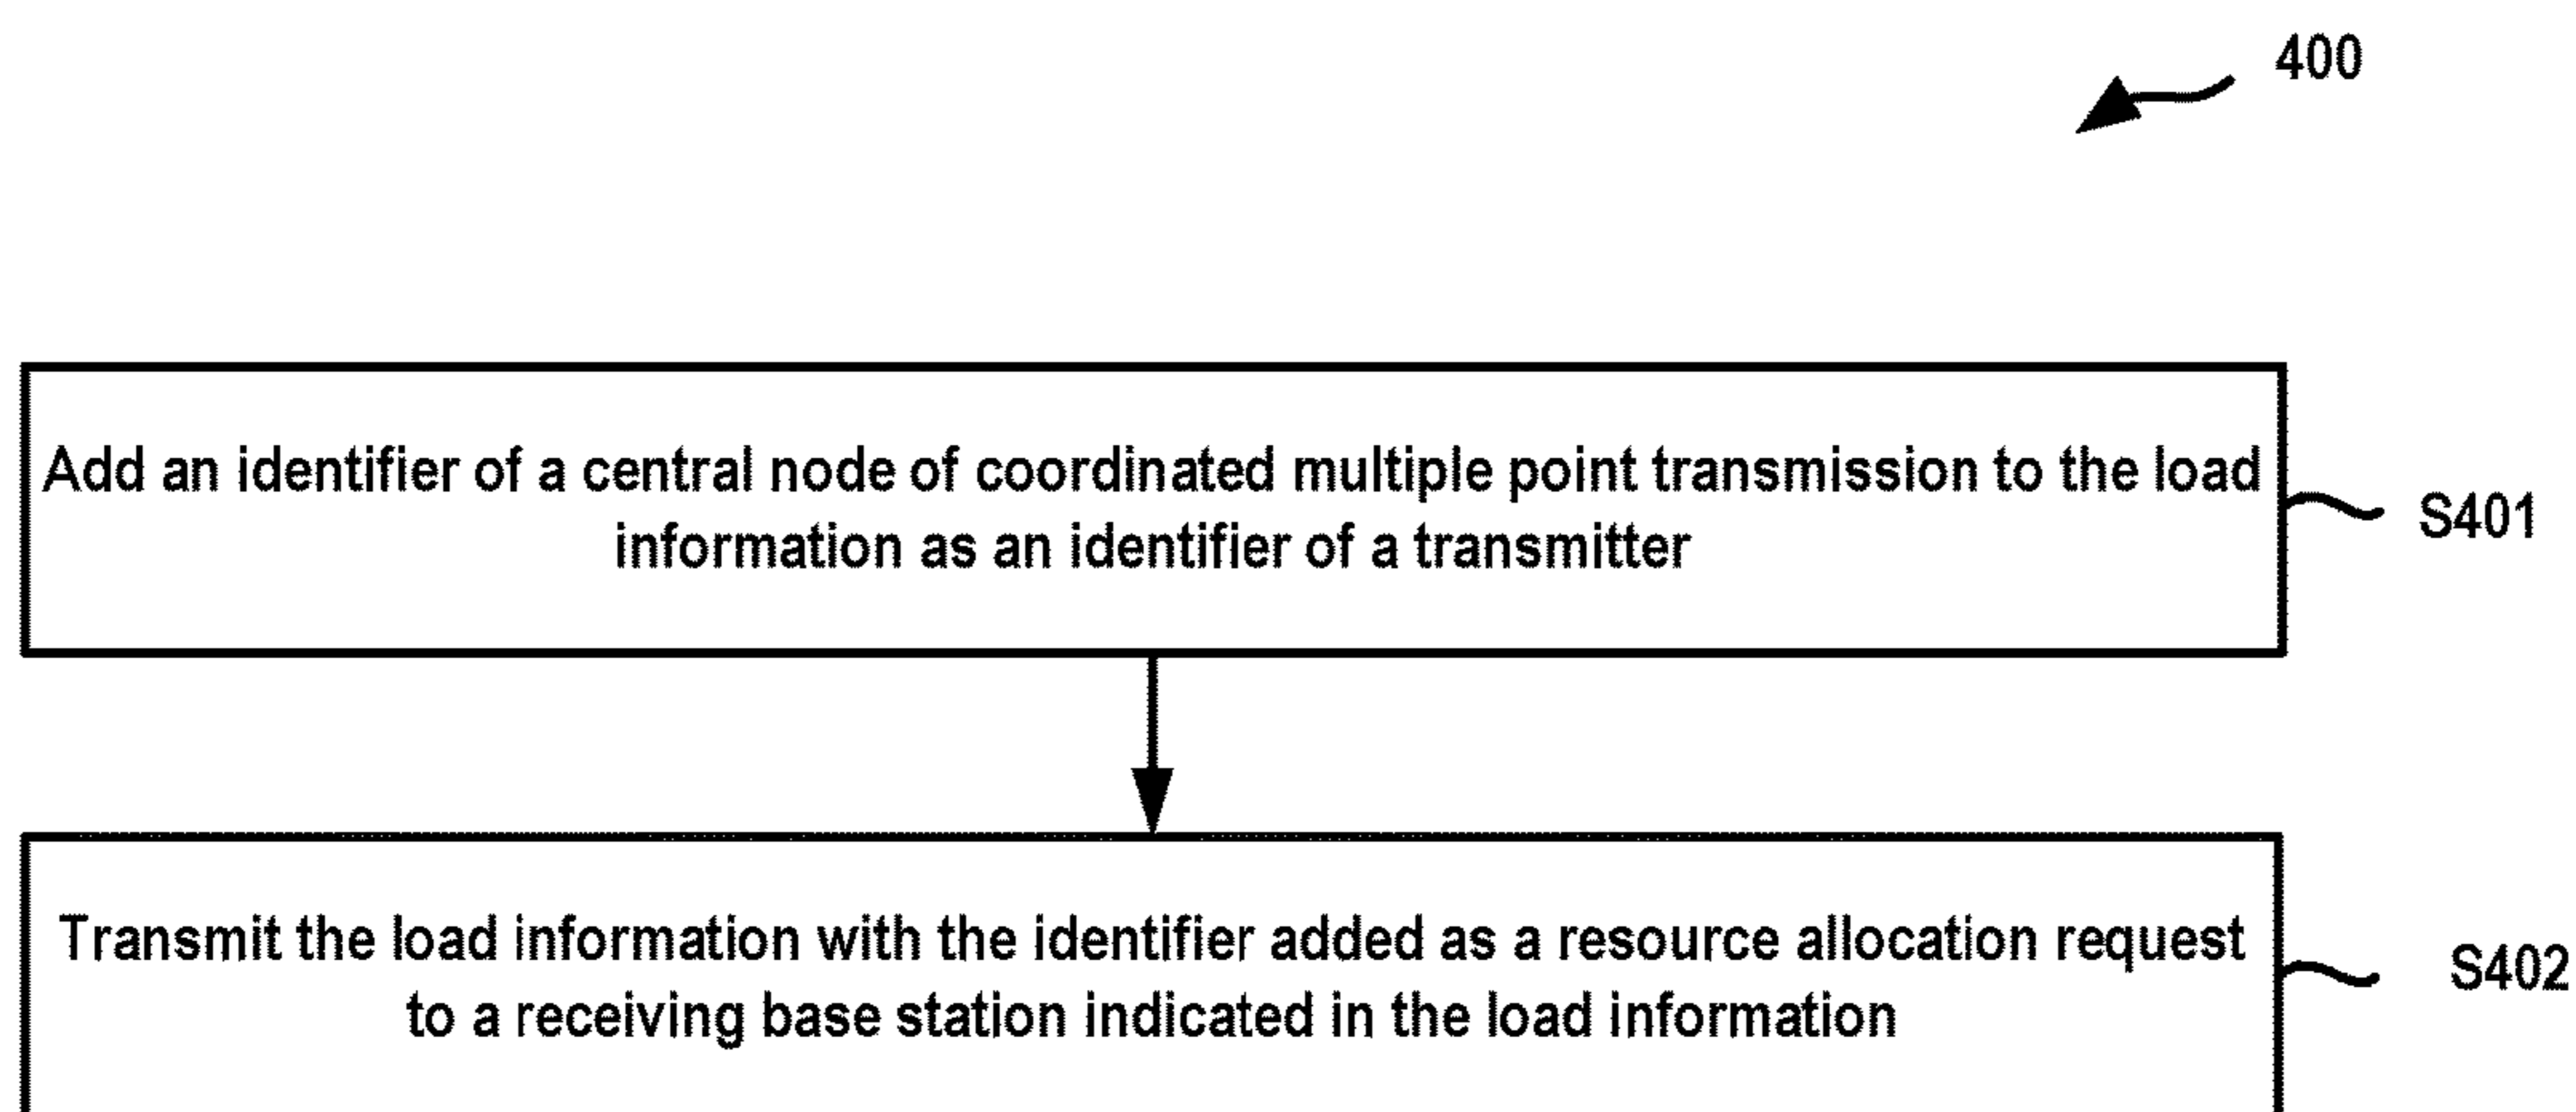 400
Add an identifier of a central node of coordinated multiple point transmission to the load
information as an identifier of a transmitter
S401
Transmit the load information with the identifier added as a resource allocation request
to a receiving base station indicated in the load information
S402